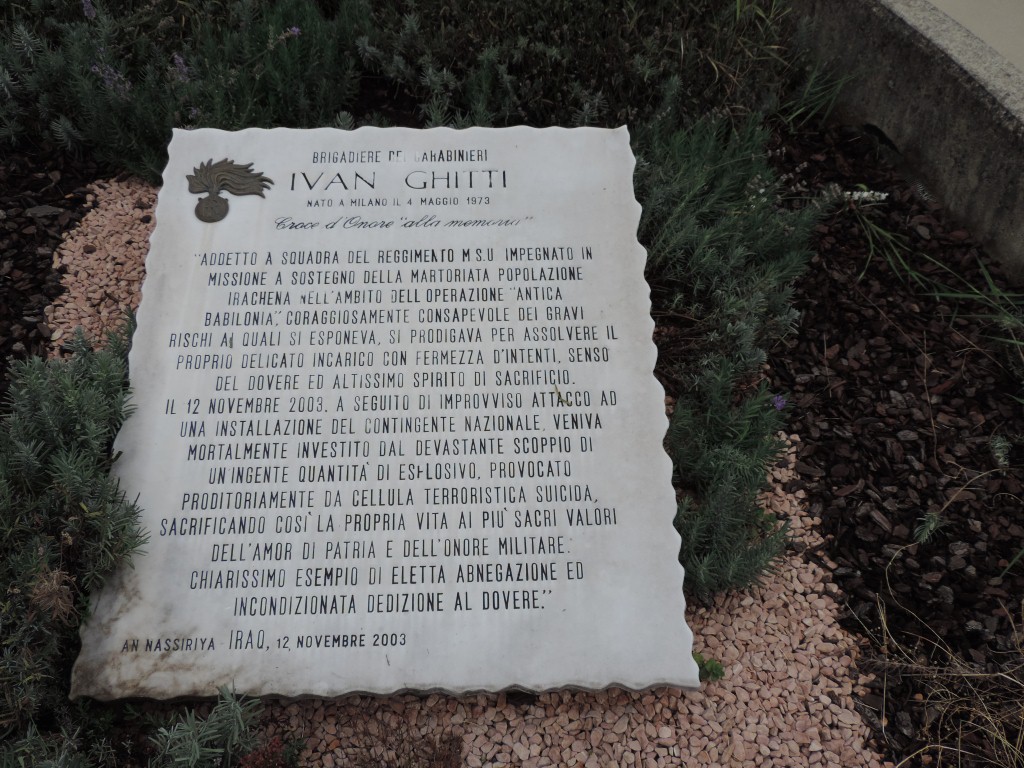 BRIGADIERE DEI CARABINIERI
IVAN GHITTI
NATO A MILANO IL 4 MAGGIO 1973
Croce d'Onore "alla memoria"
"ADDETTO A SQUADRA DEL REGGIMENTO M.S.U IMPEGNATO IN
MISSIONE A SOSTEGNO DELLA MARTORIATA POPOLAZIONE
IRACHENA NELL'AMBITO DELL'OPERAZIONE "ANTICA
BABILONIA", CORAGGIOSAMENTE CONSAPEVOLE DEI GRAVI
RISCHI AI QUALI SI ESPONEVA, SI PRODIGAVA PER ASSOLVERE IL
PROPRIO DELICATO INCARICO CON FERMEZZA D'INTENTI, SENSO
DEL DOVERE ED ALTISSIMO SPIRITO DI SACRIFICIO.
IL 12 NOVEMBRE 2003, A SEGUITO DI IMPROVVISO ATTACCO AD
UNA INSTALLAZIONE DEL CONTINGENTE NAZIONALE, VENIVA
MORTALMENTE INVESTITO DAL DEVASTANTE SCOPPIO DI
UN'INGENTE QUANTITA' DI ESPLOSIVO, PROVOCATO
PRODITORIAMENTE DA CELLULA TERRORISTICA SUICIDA,
SACRIFICANDO COSI' LA PROPRIA VITA AI PIU' SACRI VALORI
DELL'AMOR DI PATRIA E DELL'ONORE MILITARE.
CHIARISSIMO ESEMPIO DI ELETTA ABNEGAZIONE ED
INCONDIZIONATA DEDIZIONE AL DOVERE."
AN NASSIRIYA - IRAQ, 12 NOVEMBRE 2003